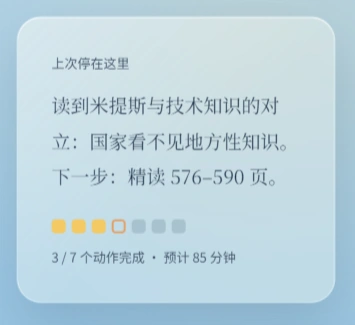 上次停在这里
读到米提斯与技术知识的对
立：国家看不见地方性知识。
下一步：精读 576–590 页。
3 / 7 个动作完成 · 预计 85 分钟